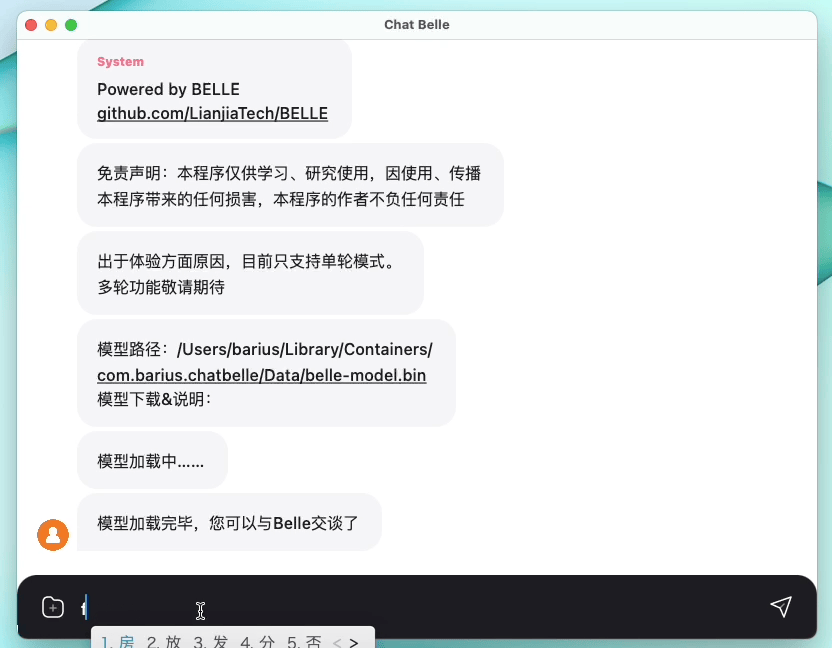 Chat Belle
System
Powered by BELLE
github.com/LianjiaTech/BELLE
免责声明：本程序仅供学习、研究使用，因使用、传播
本程序带来的任何损害，本程序的作者不负任何责任
出于体验方面原因，目前只支持单轮模式。
多轮功能敬请期待
模型路径：/Users/barius/Library/Containers/
com.barius.chatbelle/Data/belle-model.bin
模型下载&说明：
模型加载中......
模型加载完毕，您可以与Belle交谈了
f
1. 房 2. 放 3. 发 4. 分 5. 否 < >